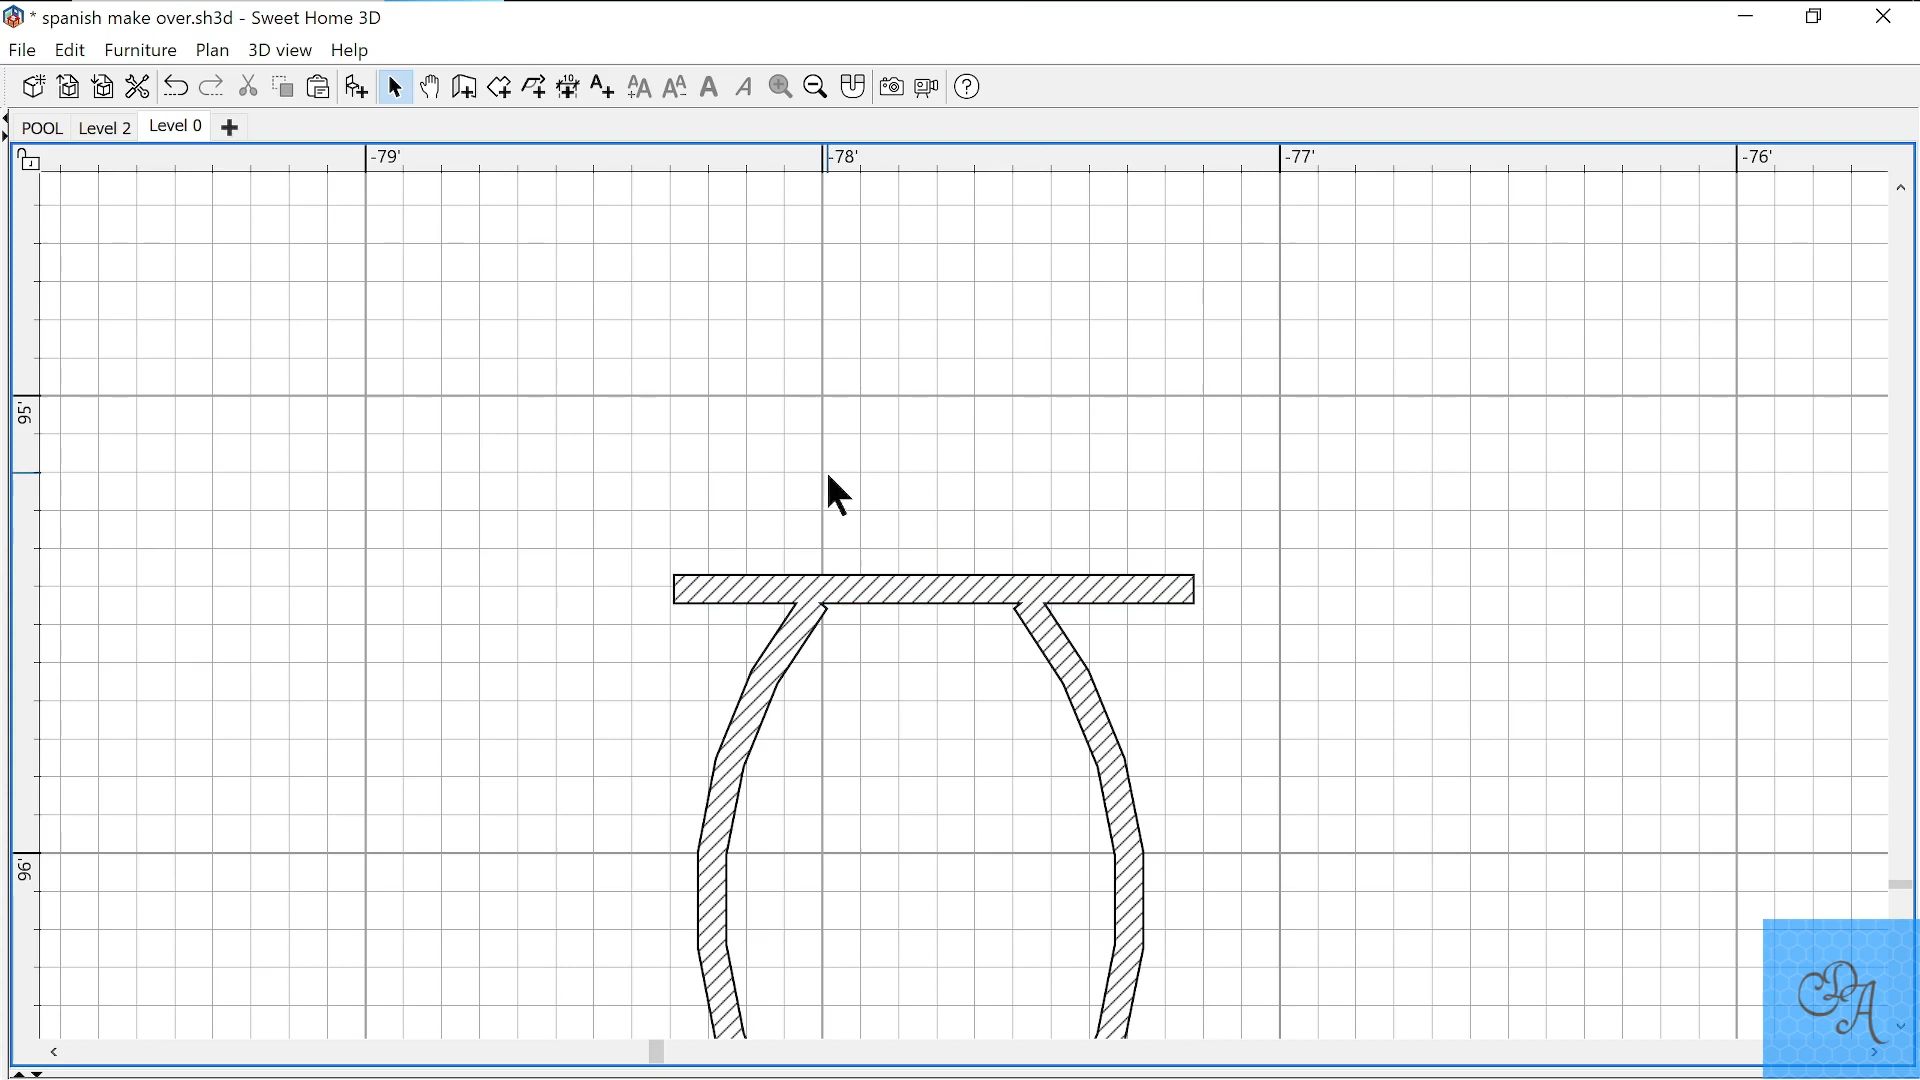 * spanish make over.sh3d - Sweet Home 3D
File Edit Furniture Plan 3D view Help
POOL Level 2 Level 0
-79' -78' -77' -76'
95'
96'
DA